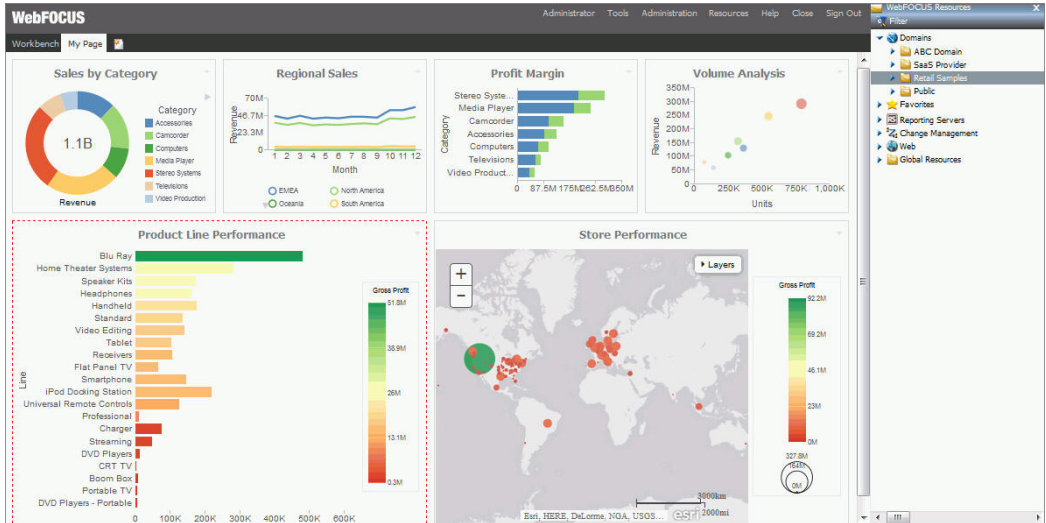 WebFOCUS
Administrator Tools Administration Resources Help Close Sign Out
WebFOCUS Resources X
Filter
Workbench My Page
Domains
ABC Domain
SaaS Provider
Retail Samples
Public
Favorites
Reporting Servers
Change Management
Web
Global Resources
Sales by Category
1.1B
Revenue
Category
Accessories
Camcorder
Computers
Media Player
Stereo Systems
Televisions
Video Production
Regional Sales
Revenue
70M
46.7M
23.3M
0
1 2 3 4 5 6 7 8 9 10 11 12
Month
EMEA North America
Oceania South America
Profit Margin
Category
Stereo Syste...
Media Player
Camcorder
Accessories
Computers
Televisions
Video Product...
0 87.5M 175M 262.5M 350M
Volume Analysis
Revenue
350M
300M
250M
200M
150M
100M
50M
0
0 250K 500K 750K 1,000K
Units
Product Line Performance
Line
Blu Ray
Home Theater Systems
Speaker Kits
Headphones
Handheld
Standard
Video Editing
Tablet
Receivers
Flat Panel TV
Smartphone
iPod Docking Station
Universal Remote Controls
Professional
Charger
Streaming
DVD Players
CRT TV
Boom Box
Portable TV
DVD Players - Portable
0 100K 200K 300K 400K 500K 600K
Gross Profit
51.8M
38.9M
26M
13.1M
0.3M
Store Performance
+
−
Layers
3000km
2000mi
Esri, HERE, DeLorme, NGA, USGS...
esri
Gross Profit
92.2M
69.2M
46.1M
23M
0M
327.8M
164M
0M